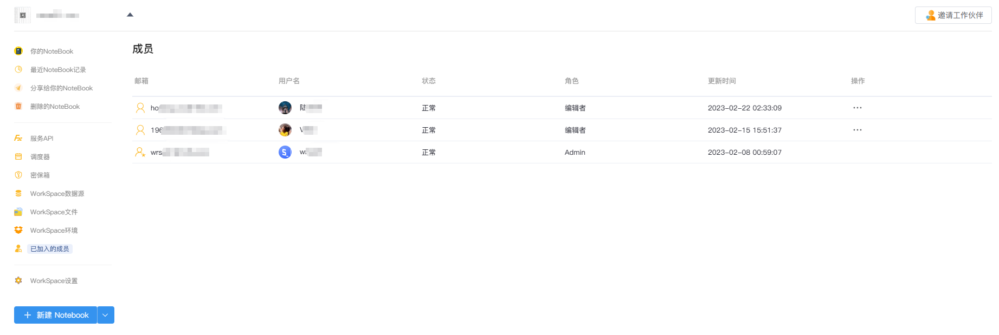 邀请工作伙伴
你的NoteBook
最近NoteBook记录
分享给你的NoteBook
删除的NoteBook
服务API
调度器
密保箱
WorkSpace数据源
WorkSpace文件
WorkSpace环境
已加入的成员
WorkSpace设置
新建 Notebook
成员
邮箱 用户名 状态 角色 更新时间 操作
ho 陆 正常 编辑者 2023-02-22 02:33:09 ···
196 V 正常 编辑者 2023-02-15 15:51:37 ···
wrs w 正常 Admin 2023-02-08 00:59:07